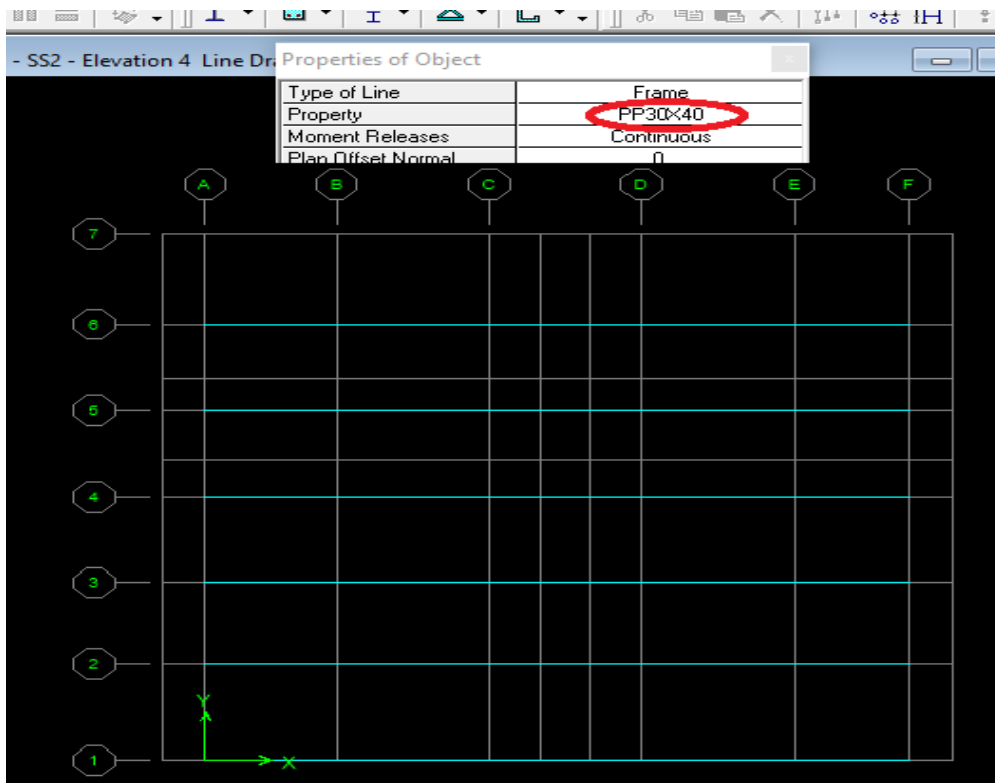 - SS2 - Elevation 4 Line Dr
Properties of Object
Type of Line Frame
Property PP30X40
Moment Releases Continuous
Plan Offset Normal 0
A B C D E F
7
6
5
4
3
2
Y
1
X